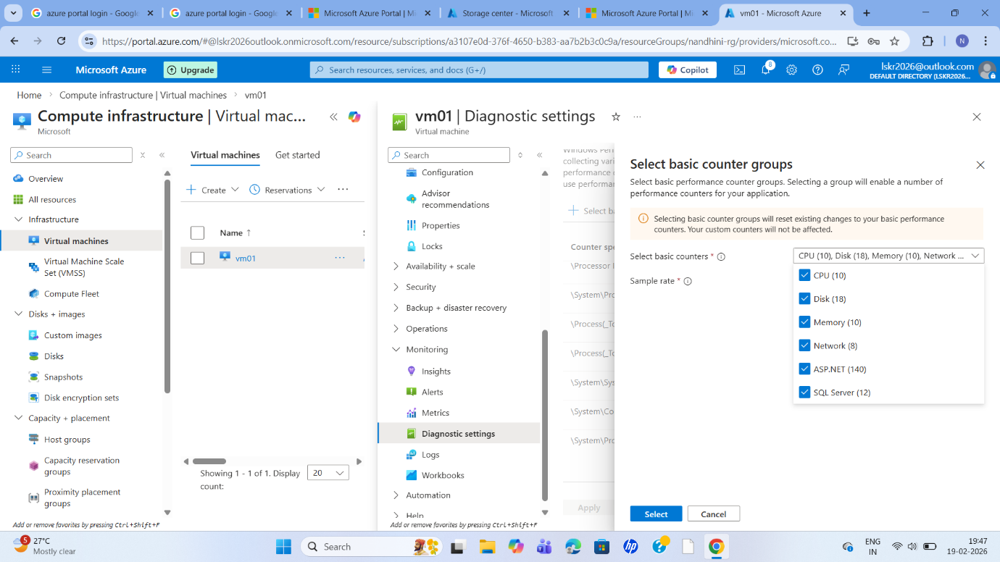 azure portal login - Google
azure portal login - Google
Microsoft Azure Portal | Mi
Storage center - Microsoft
Microsoft Azure Portal | Mi
vm01 - Microsoft Azure
https://portal.azure.com/#@lskr2026outlook.onmicrosoft.com/resource/subscriptions/a3107e0d-376f-4650-b383-aa7b2b3c0c9a/resourceGroups/nandhini-rg/providers/microsoft.co...
N
Microsoft Azure
Upgrade
Search resources, services, and docs (G+/)
Copilot
8
lskr2026@outlook.com
DEFAULT DIRECTORY (LSKR2026...
Home > Compute infrastructure | Virtual machines > vm01
Compute infrastructure | Virtual mac...
Microsoft
Search
Overview
All resources
Infrastructure
Virtual machines
Virtual Machine Scale
Set (VMSS)
Compute Fleet
Disks + images
Custom images
Disks
Snapshots
Disk encryption sets
Capacity + placement
Host groups
Capacity reservation
groups
Proximity placement
groups
Add or remove favorites by pressing Ctrl+Shift+F
Virtual machines
Get started
Create
Reservations
...
Name ↑
vm01
...
Showing 1 - 1 of 1. Display
count:
20
vm01 | Diagnostic settings
...
Virtual machine
Search
Configuration
Advisor
recommendations
Properties
Locks
Availability + scale
Security
Backup + disaster recovery
Operations
Monitoring
Insights
Alerts
Metrics
Diagnostic settings
Logs
Workbooks
Automation
Help
Add or remove favorites by pressing Ctrl+Shift+F
Windows Per
collecting vari
performance c
use performa
Select ba
Counter spe
\Processor I
\System\Pro
\Process(_To
\Process(_To
\System\Sys
\System\Co
\System\Pro
Apply
Select basic counter groups
Select basic performance counter groups. Selecting a group will enable a number of
performance counters for your application.
Selecting basic counter groups will reset existing changes to your basic performance
counters. Your custom counters will not be affected.
Select basic counters *
CPU (10), Disk (18), Memory (10), Network ...
Sample rate *
CPU (10)
Disk (18)
Memory (10)
Network (8)
ASP.NET (140)
SQL Server (12)
Select
Cancel
5
27°C
Mostly clear
Search
ENG
IN
19:47
19-02-2026